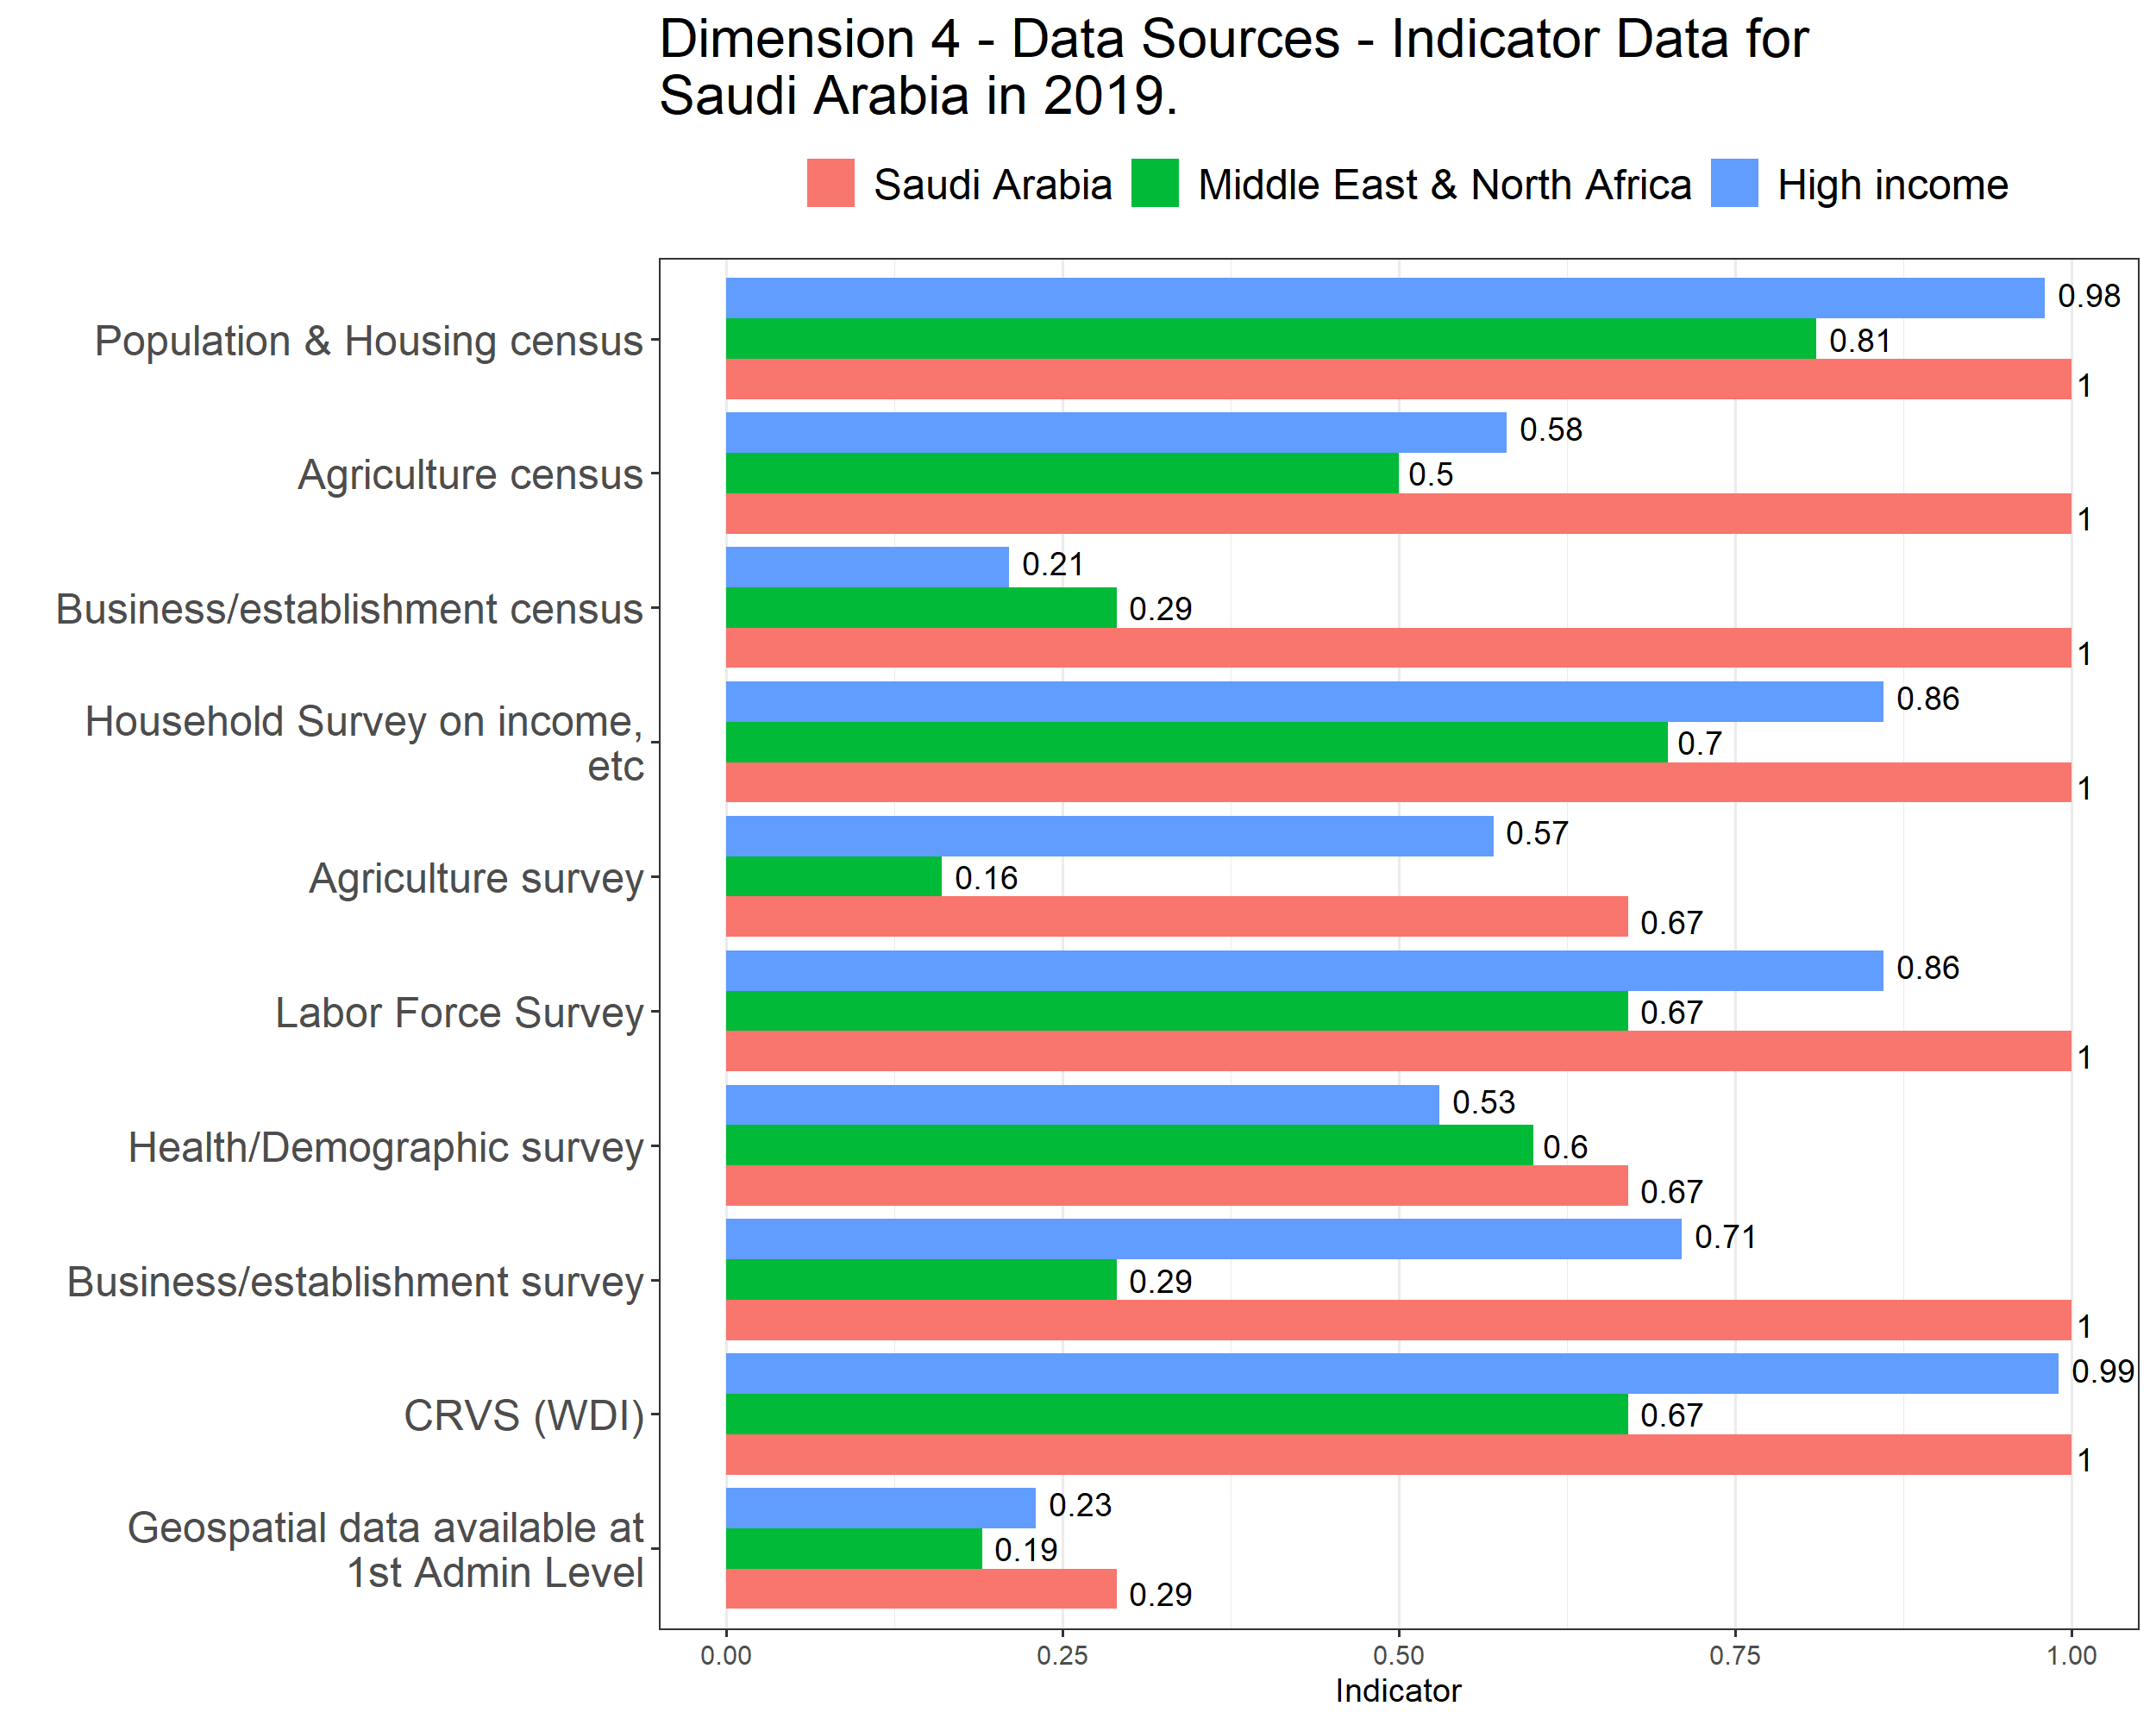 Dimension 4 - Data Sources - Indicator Data for
Saudi Arabia in 2019.
Saudi Arabia Middle East & North Africa High income
Population & Housing census
0.98
0.81
1
Agriculture census
0.58
0.5
1
Business/establishment census
0.21
0.29
1
Household Survey on income,
etc
0.86
0.7
1
Agriculture survey
0.57
0.16
0.67
Labor Force Survey
0.86
0.67
1
Health/Demographic survey
0.53
0.6
0.67
Business/establishment survey
0.71
0.29
1
CRVS (WDI)
0.99
0.67
1
Geospatial data available at
1st Admin Level
0.23
0.19
0.29
0.00 0.25 0.50 0.75 1.00
Indicator